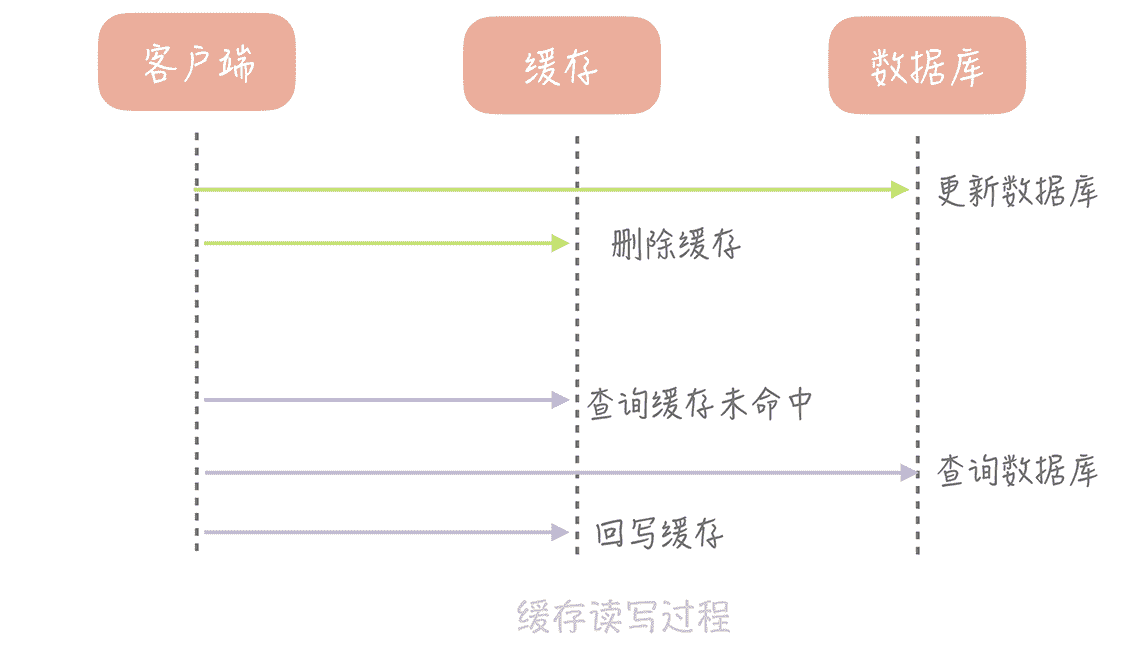 客户端
缓存
数据库
更新数据库
删除缓存
查询缓存未命中
查询数据库
回写缓存
缓存读写过程